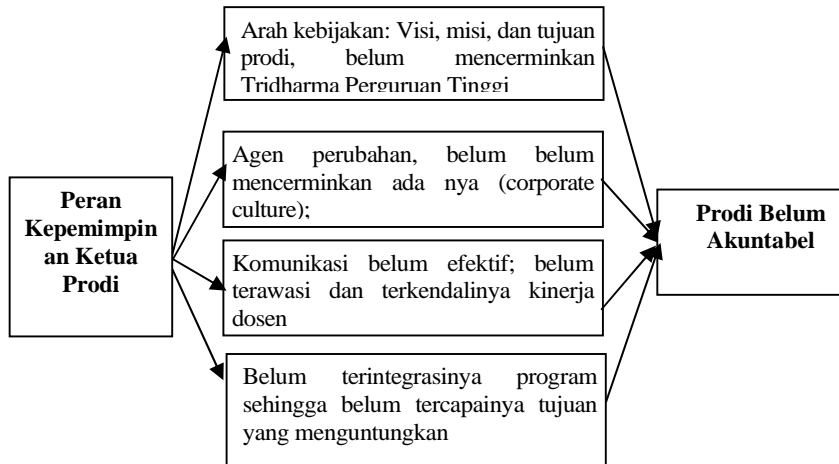 Arah kebijakan: Visi, misi, dan tujuan
prodi, belum mencerminkan
Tridharma Perguruan Tinggi
Agen perubahan, belum belum
mencerminkan ada nya (corporate
culture);
Peran
Kepemimpin
an Ketua
Prodi
Prodi Belum
Akuntabel
Komunikasi belum efektif; belum
terawasi dan terkendalinya kinerja
dosen
Belum terintegrasinya program
sehingga belum tercapainya tujuan
yang menguntungkan